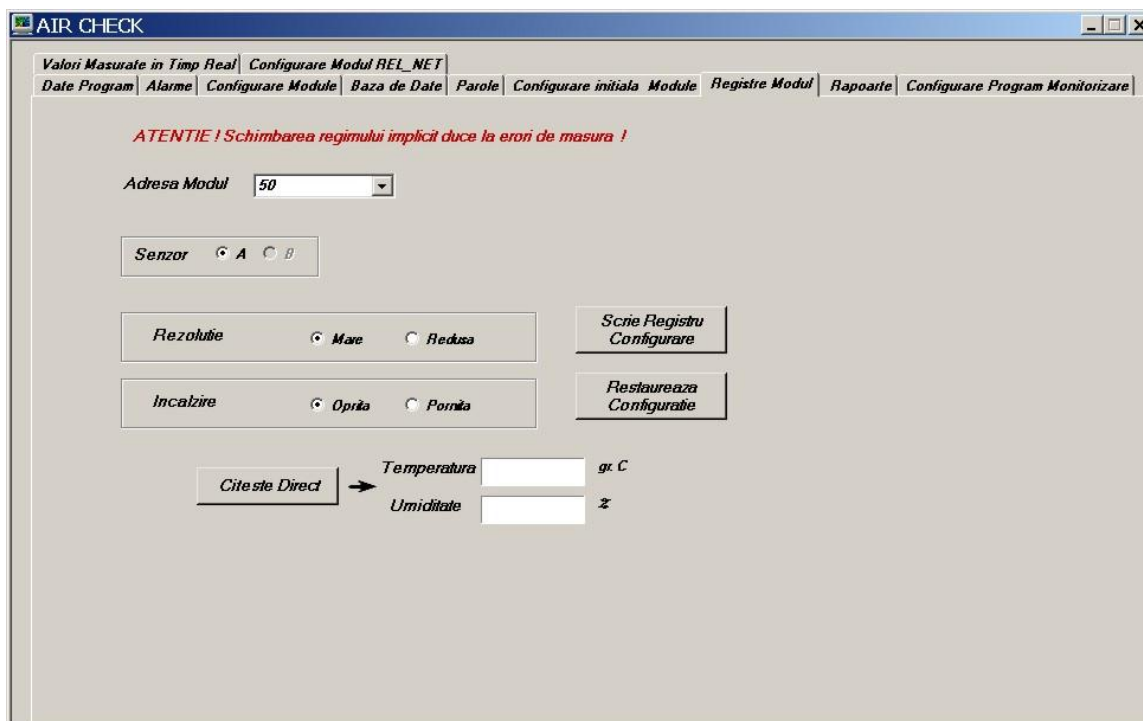 AIR CHECK
Valori Masurate in Timp Real Configurare Modul REL_NET
Date Program Alarme Configurare Module Baza de Date Parole Configurare initiala Module Registre Modul Rapoarte Configurare Program Monitorizare
ATENTIE ! Schimbarea regimului implicit duce la erori de masura !
Adresa Modul 50
Senzor A B
Rezolutie Mare Redusa
Scrie Registru
Configurare
Incalzire Oprita Pornita
Restaureaza
Configuratie
Citeste Direct
Temperatura gr. C
Umiditate %